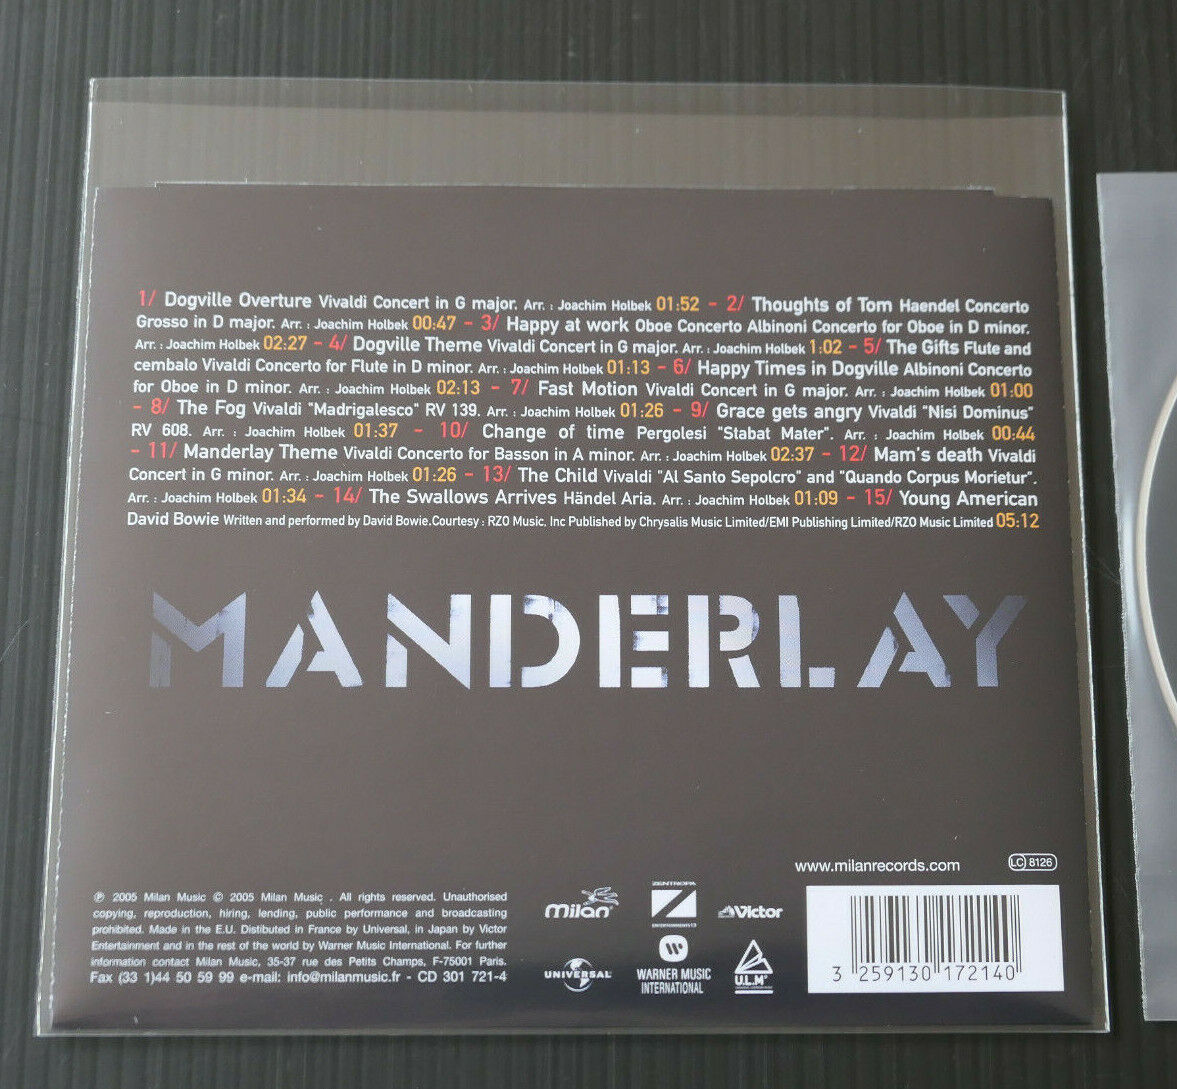 1/ Dogville Overture Vivaldi Concert in G major. Arr. : Joachim Holbek 01:52 - 2/ Thoughts of Tom Haendel Concerto
Grosso in D major. Arr. : Joachim Holbek 00:47 - 3/ Happy at work Oboe Concerto Albinoni Concerto for Oboe in D minor.
Arr. : Joachim Holbek 02:27 - 4/ Dogville Theme Vivaldi Concert in G major. Arr. : Joachim Holbek 1:02 - 5/ The Gifts Flute and
cembalo Vivaldi Concerto for Flute in D minor. Arr. : Joachim Holbek 01:13 - 6/ Happy Times in Dogville Albinoni Concerto
for Oboe in D minor. Arr. : Joachim Holbek 02:13 - 7/ Fast Motion Vivaldi Concert in G major. Arr. : Joachim Holbek 01:00
- 8/ The Fog Vivaldi "Madrigalesco" RV 139. Arr. : Joachim Holbek 01:26 - 9/ Grace gets angry Vivaldi "Nisi Dominus"
RV 608. Arr. : Joachim Holbek 01:37 - 10/ Change of time Pergolesi "Stabat Mater". Arr. : Joachim Holbek 00:44
- 11/ Manderlay Theme Vivaldi Concerto for Basson in A minor. Arr. : Joachim Holbek 02:37 - 12/ Mam's death Vivaldi
Concert in G minor. Arr. : Joachim Holbek 01:26 - 13/ The Child Vivaldi "Al Santo Sepolcro" and "Quando Corpus Morietur".
Arr. : Joachim Holbek 01:34 - 14/ The Swallows Arrives Händel Aria. Arr. : Joachim Holbek 01:09 - 15/ Young American
David Bowie Written and performed by David Bowie.Courtesy : RZO Music. Inc Published by Chrysalis Music Limited/EMI Publishing Limited/RZO Music Limited 05:12
MANDERLAY
www.milanrecords.com
LC 8126
℗ 2005 Milan Music © 2005 Milan Music . All rights reserved. Unauthorised
copying, reproduction, hiring, lending, public performance and broadcasting
prohibited. Made in the E.U. Distributed in France by Universal, in Japan by Victor
Entertainment and in the rest of the world by Warner Music International. For further
information contact Milan Music, 35-37 rue des Petits Champs, F-75001 Paris.
Fax (33 1)44 50 59 99 e-mail: info@milanmusic.fr - CD 301 721-4
milan
ZENTROPA
Z
Victor
UNIVERSAL
WARNER MUSIC
INTERNATIONAL
U.L.M
3 259130 172140